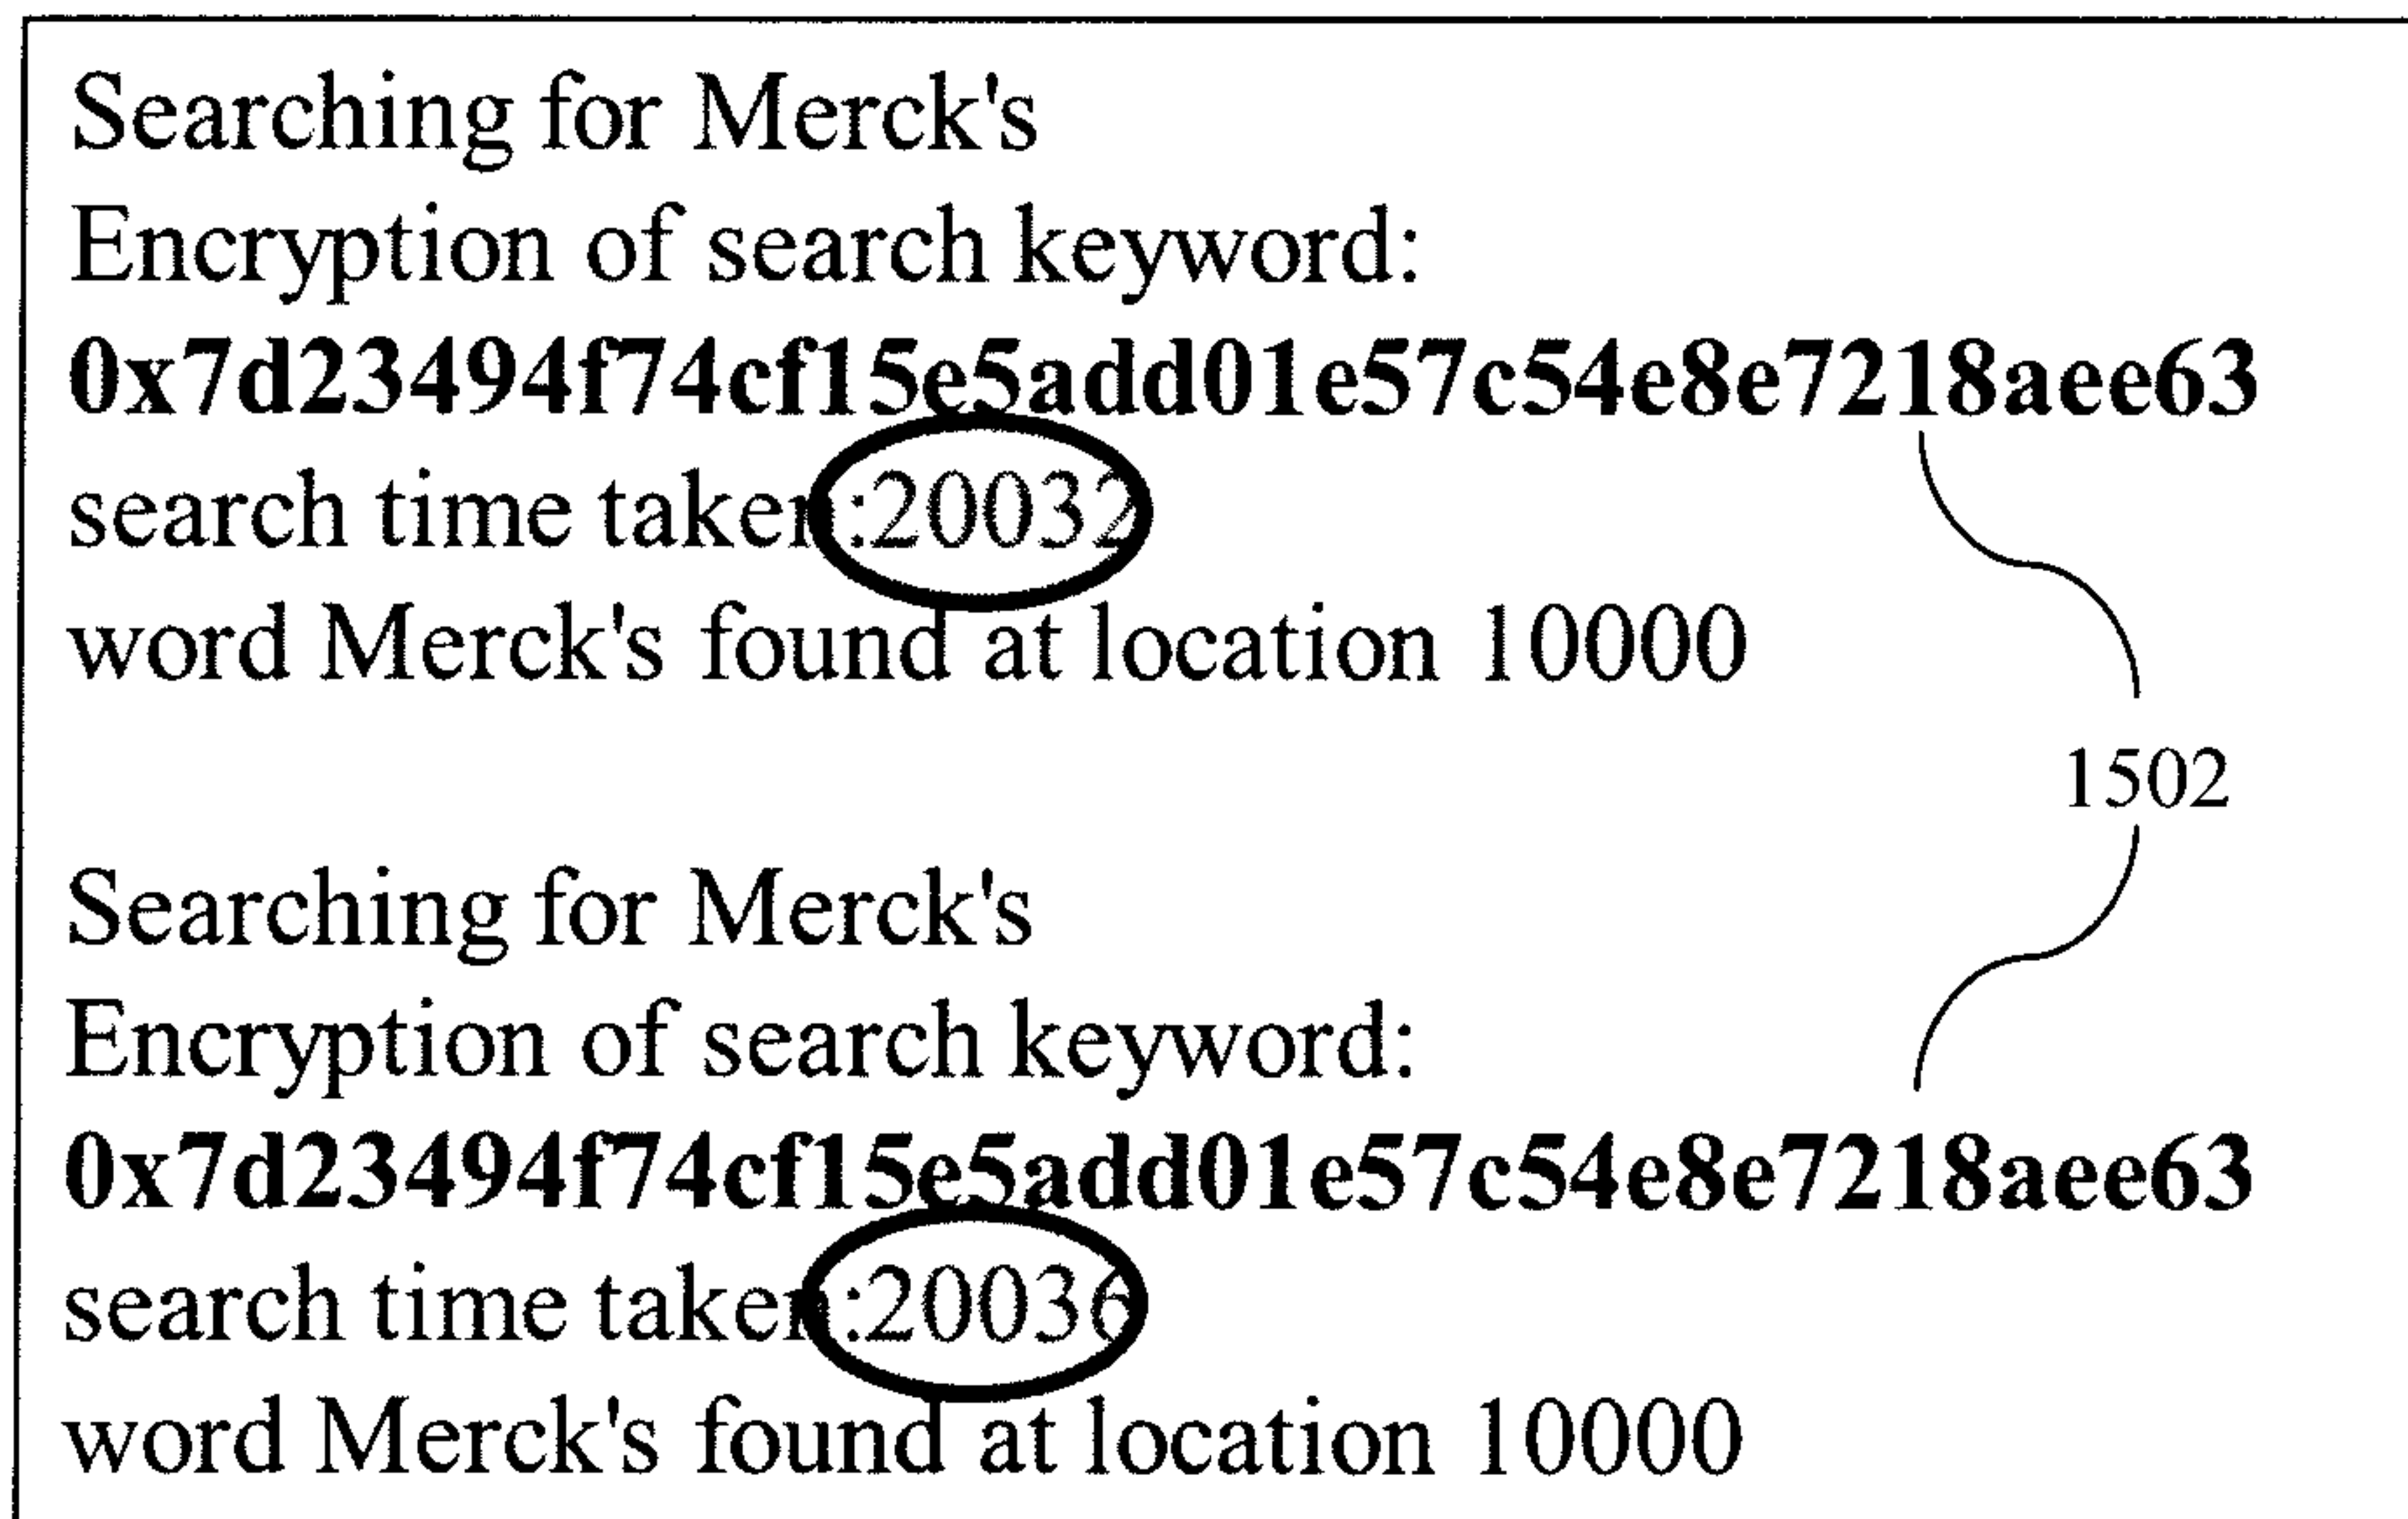 Searching for Merck's
Encryption of search keyword:
0x7d23494f74cf15e5add01e57c54e8e7218aee63
search time taken :20032
word Merck's found at location 10000
1502
Searching for Merck's
Encryption of search keyword:
0x7d23494f74cf15e5add01e57c54e8e7218aee63
search time taken :20036
word Merck's found at location 10000